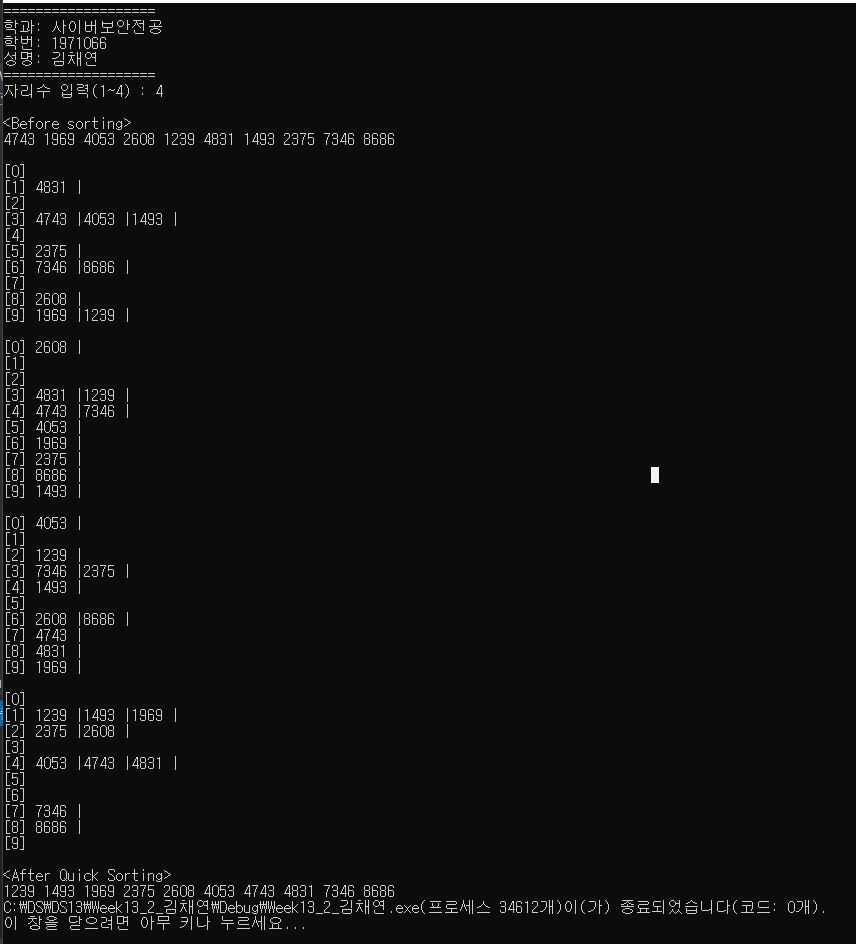 ===================
학과: 사이버보안전공
학번: 1971066
성명: 김채연
===================
자리수 입력(1~4) : 4
<Before sorting>
4743 1969 4053 2608 1239 4831 1493 2375 7346 8686
[0]
[1] 4831 |
[2]
[3] 4743 |4053 |1493 |
[4]
[5] 2375 |
[6] 7346 |8686 |
[7]
[8] 2608 |
[9] 1969 |1239 |
[0] 2608 |
[1]
[2]
[3] 4831 |1239 |
[4] 4743 |7346 |
[5] 4053 |
[6] 1969 |
[7] 2375 |
[8] 8686 |
[9] 1493 |
[0] 4053 |
[1]
[2] 1239 |
[3] 7346 |2375 |
[4] 1493 |
[5]
[6] 2608 |8686 |
[7] 4743 |
[8] 4831 |
[9] 1969 |
[0]
[1] 1239 |1493 |1969 |
[2] 2375 |2608 |
[3]
[4] 4053 |4743 |4831 |
[5]
[6]
[7] 7346 |
[8] 8686 |
[9]
<After Quick Sorting>
1239 1493 1969 2375 2608 4053 4743 4831 7346 8686
C:₩DS₩DS13₩Week13_2_김채연₩Debug₩Week13_2_김채연.exe(프로세스 34612개)이(가) 종료되었습니다(코드: 0개).
이 창을 닫으려면 아무 키나 누르세요...